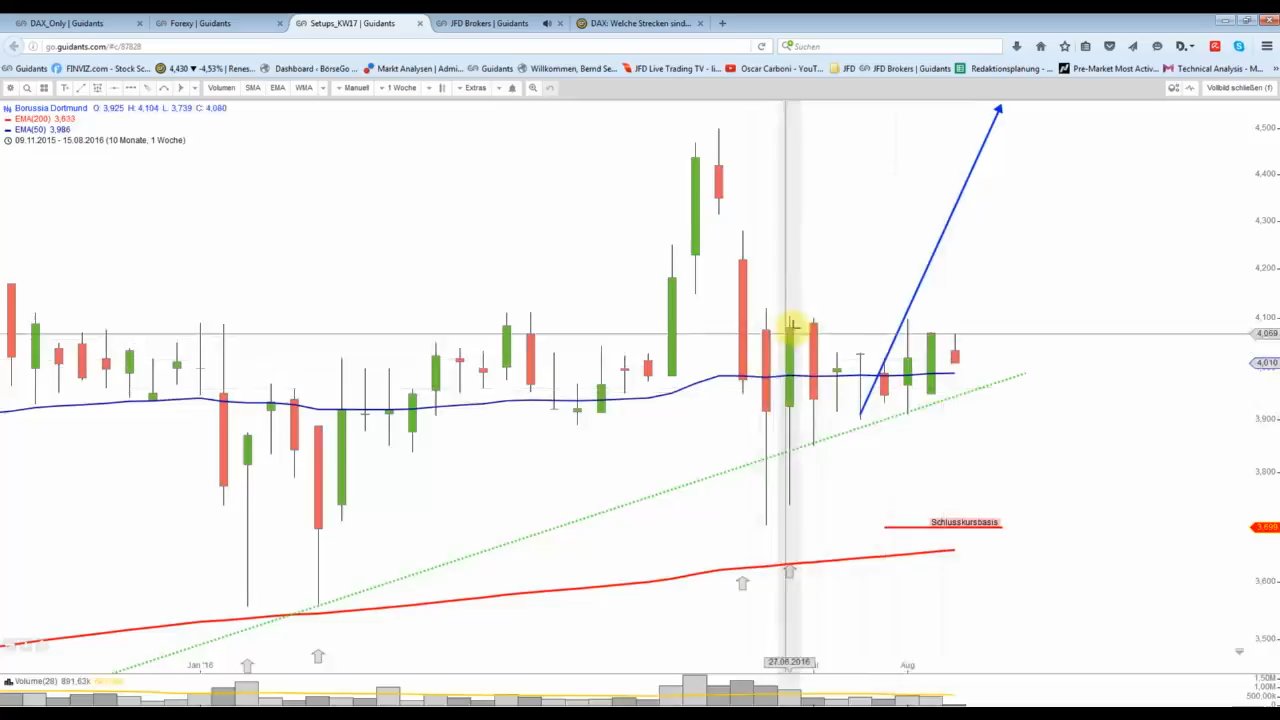 DAX_Only | Guidants
Forexy | Guidants
Setups_KW17 | Guidants
JFD Brokers | Guidants
DAX: Welche Strecken sind...
go.guidants.com/#c/87828
Suchen
Guidants
FINVIZ.com - Stock Sc...
4,430 ▼ -4,53% | Renes...
Dashboard - BörseGo ...
Markt Analysen | Gui...
Guidants
Willkommen, Bernd Se...
JFD Live Trading TV - li...
Oscar Carboni - YouT...
JFD
JFD Brokers | Guidants
Redaktionsplanung - ...
Pre-Market Most Activ...
Technical Analysis - M...
Volumen
SMA
EMA
WMA
Manuell
1 Woche
Extras
Vollbild schließen (f)
Borussia Dortmund O: 3,925 H: 4,104 L: 3,739 C: 4,080
EMA(200) 3,633
EMA(50) 3,986
09.11.2015 - 15.08.2016 (10 Monate, 1 Woche)
4,500
4,400
4,300
4,200
4,100
4,069
4,010
3,900
3,800
Schlusskursbasis
3,699
3,600
3,500
Jan '16
27.06.2016
Aug
Volume(28) 891,63k
1,50M
1,00M
500,00k